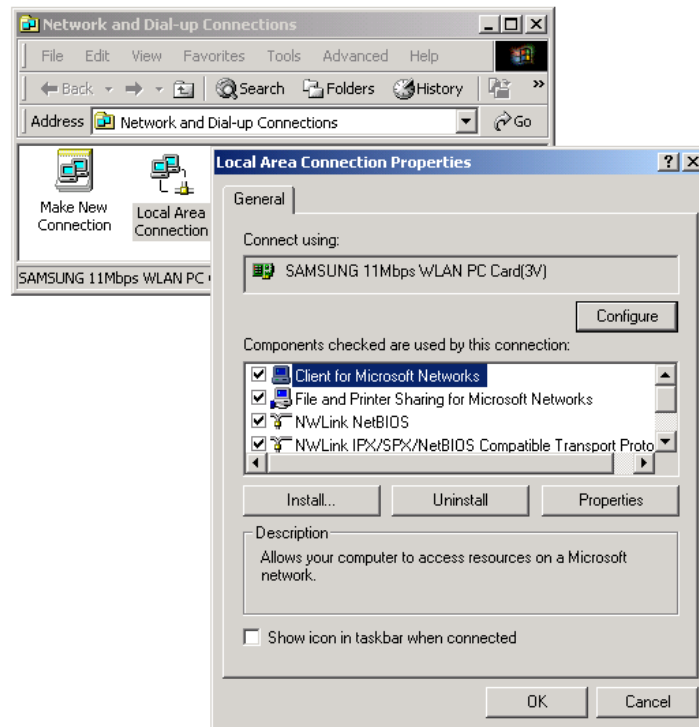 Network and Dial-up Connections
File Edit View Favorites Tools Advanced Help
Back Search Folders History »
Address Network and Dial-up Connections Go
Make New
Connection
Local Area
Connection
SAMSUNG 11Mbps WLAN PC
Local Area Connection Properties
General
Connect using:
SAMSUNG 11Mbps WLAN PC Card(3V)
Configure
Components checked are used by this connection:
Client for Microsoft Networks
File and Printer Sharing for Microsoft Networks
NWLink NetBIOS
NWLink IPX/SPX/NetBIOS Compatible Transport Proto
Install... Uninstall Properties
Description
Allows your computer to access resources on a Microsoft
network.
Show icon in taskbar when connected
OK Cancel